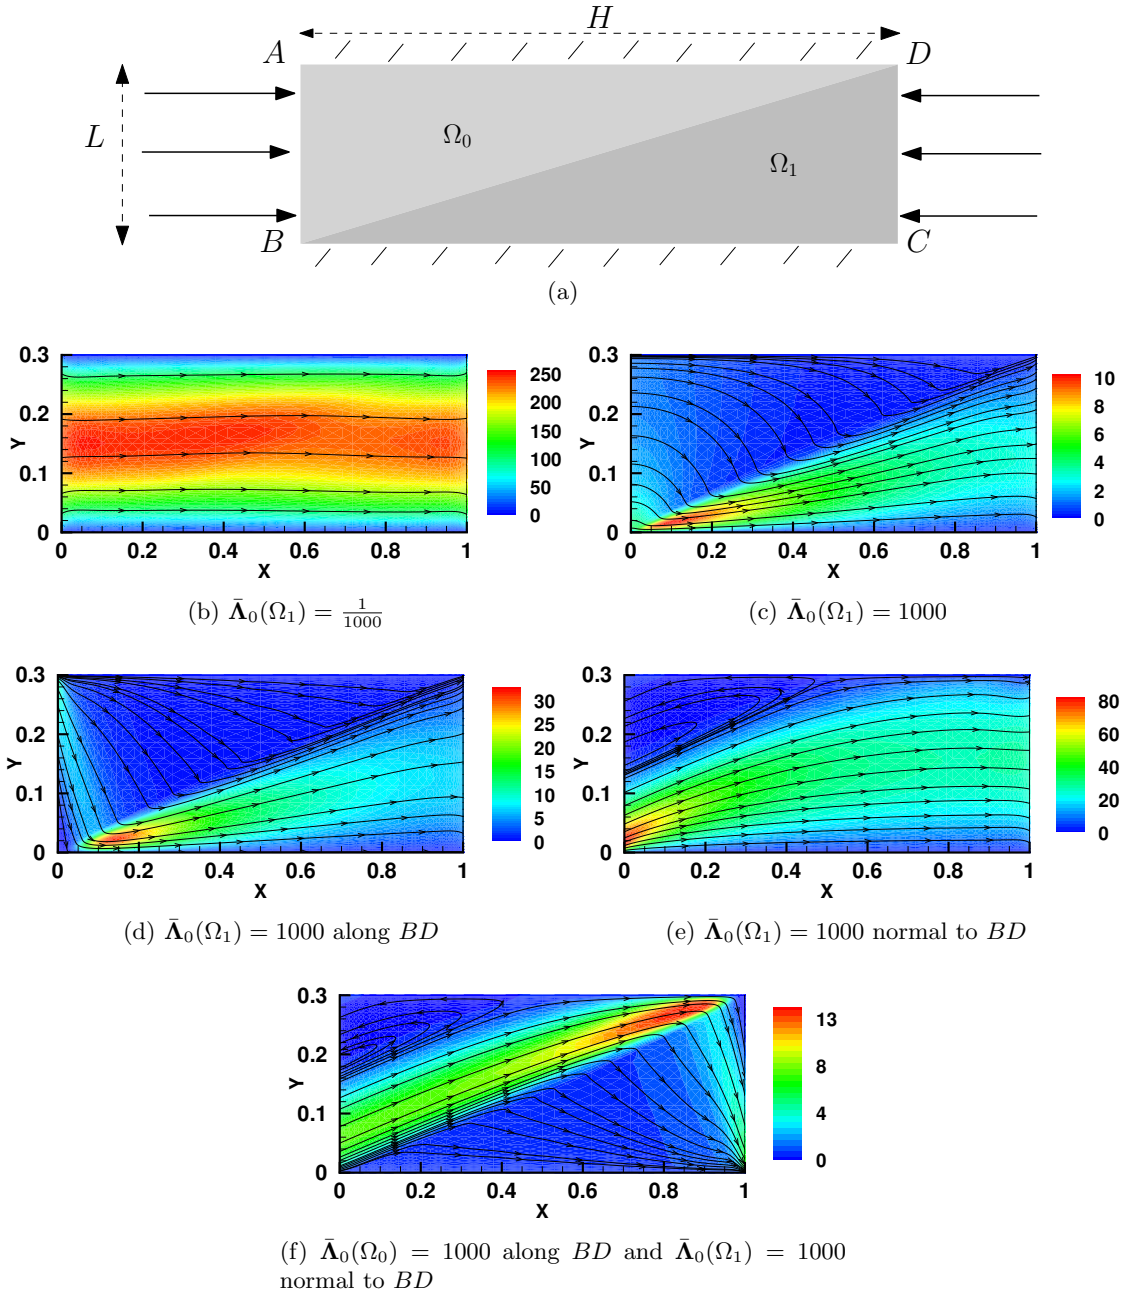 H
A
D
L
Ω₀
Ω₁
B
C
(a)
0.3
0.2
0.1
0
Y
0 0.2 0.4 0.6 0.8 1
X
250
200
150
100
50
0
(b) Λ̄₀(Ω₁) = 1/1000
0.3
0.2
0.1
0
Y
0 0.2 0.4 0.6 0.8 1
X
10
8
6
4
2
0
(c) Λ̄₀(Ω₁) = 1000
0.3
0.2
0.1
0
Y
0 0.2 0.4 0.6 0.8 1
X
30
25
20
15
10
5
0
(d) Λ̄₀(Ω₁) = 1000 along BD
0.3
0.2
0.1
0
Y
0 0.2 0.4 0.6 0.8 1
X
80
60
40
20
0
(e) Λ̄₀(Ω₁) = 1000 normal to BD
0.3
0.2
0.1
0
Y
0 0.2 0.4 0.6 0.8 1
X
13
8
4
0
(f) Λ̄₀(Ω₀) = 1000 along BD and Λ̄₀(Ω₁) = 1000
normal to BD